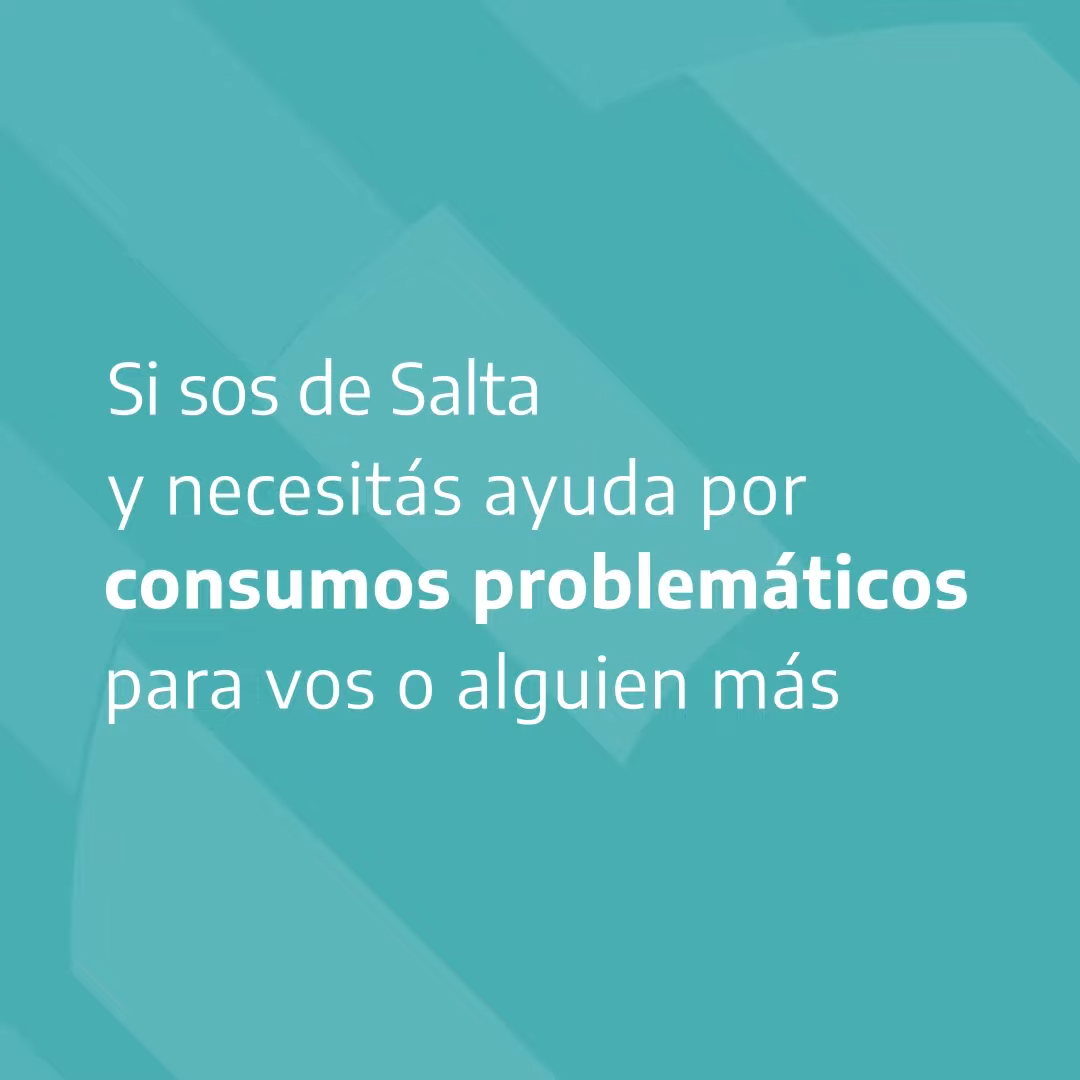 Si sos de Salta
y necesitás ayuda por
consumos problemáticos
para vos o alguien más